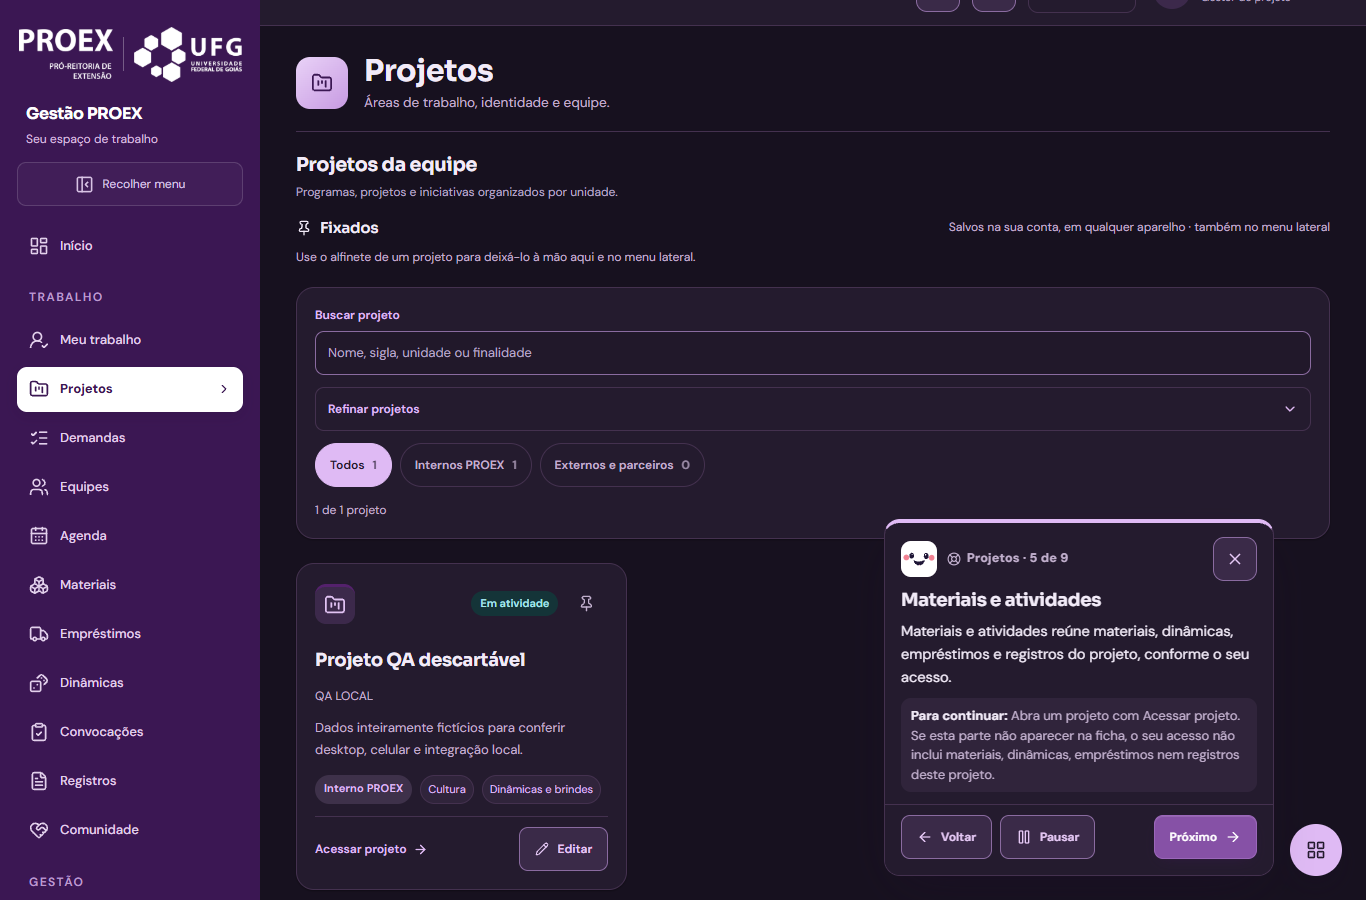 PROEX
PRÓ-REITORIA DE
EXTENSÃO
UFG
UNIVERSIDADE
FEDERAL DE GOIÁS
Gestão PROEX
Seu espaço de trabalho
Recolher menu
Início
TRABALHO
Meu trabalho
Projetos
Demandas
Equipes
Agenda
Materiais
Empréstimos
Dinâmicas
Convocações
Registros
Comunidade
GESTÃO
Projetos
Áreas de trabalho, identidade e equipe.
Projetos da equipe
Programas, projetos e iniciativas organizados por unidade.
Fixados
Salvos na sua conta, em qualquer aparelho · também no menu lateral
Use o alfinete de um projeto para deixá-lo à mão aqui e no menu lateral.
Buscar projeto
Nome, sigla, unidade ou finalidade
Refinar projetos
Todos 1
Internos PROEX 1
Externos e parceiros 0
1 de 1 projeto
Em atividade
Projeto QA descartável
QA LOCAL
Dados inteiramente fictícios para conferir
desktop, celular e integração local.
Interno PROEX
Cultura
Dinâmicas e brindes
Acessar projeto
Editar
Projetos · 5 de 9
Materiais e atividades
Materiais e atividades reúne materiais, dinâmicas,
empréstimos e registros do projeto, conforme o seu
acesso.
Para continuar: Abra um projeto com Acessar projeto.
Se esta parte não aparecer na ficha, o seu acesso não
inclui materiais, dinâmicas, empréstimos nem registros
deste projeto.
Voltar
Pausar
Próximo